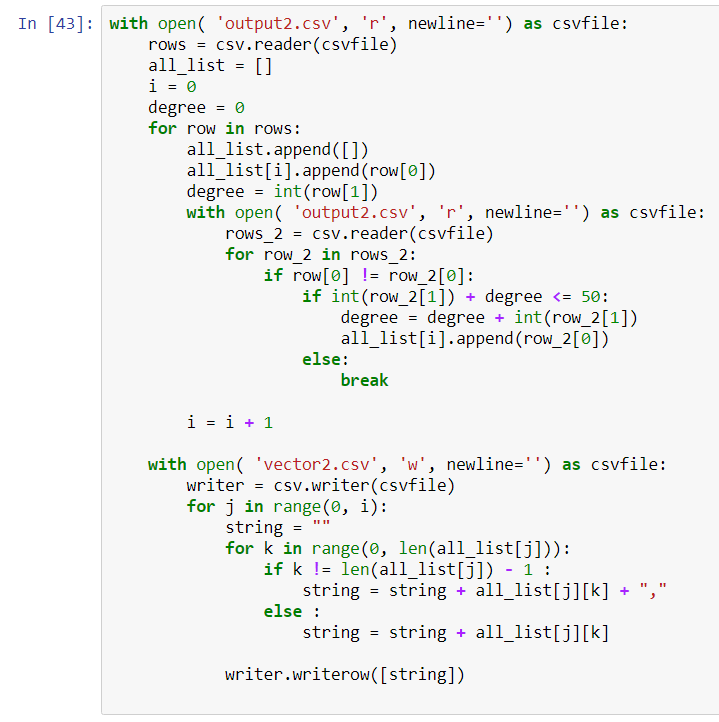 In [43]: with open( 'output2.csv', 'r', newline='') as csvfile:
    rows = csv.reader(csvfile)
    all_list = []
    i = 0
    degree = 0
    for row in rows:
        all_list.append([])
        all_list[i].append(row[0])
        degree = int(row[1])
        with open( 'output2.csv', 'r', newline='') as csvfile:
            rows_2 = csv.reader(csvfile)
            for row_2 in rows_2:
                if row[0] != row_2[0]:
                    if int(row_2[1]) + degree <= 50:
                        degree = degree + int(row_2[1])
                        all_list[i].append(row_2[0])
                    else:
                        break

        i = i + 1

    with open( 'vector2.csv', 'w', newline='') as csvfile:
        writer = csv.writer(csvfile)
        for j in range(0, i):
            string = ""
            for k in range(0, len(all_list[j])):
                if k != len(all_list[j]) - 1 :
                    string = string + all_list[j][k] + ","
                else :
                    string = string + all_list[j][k]

            writer.writerow([string])